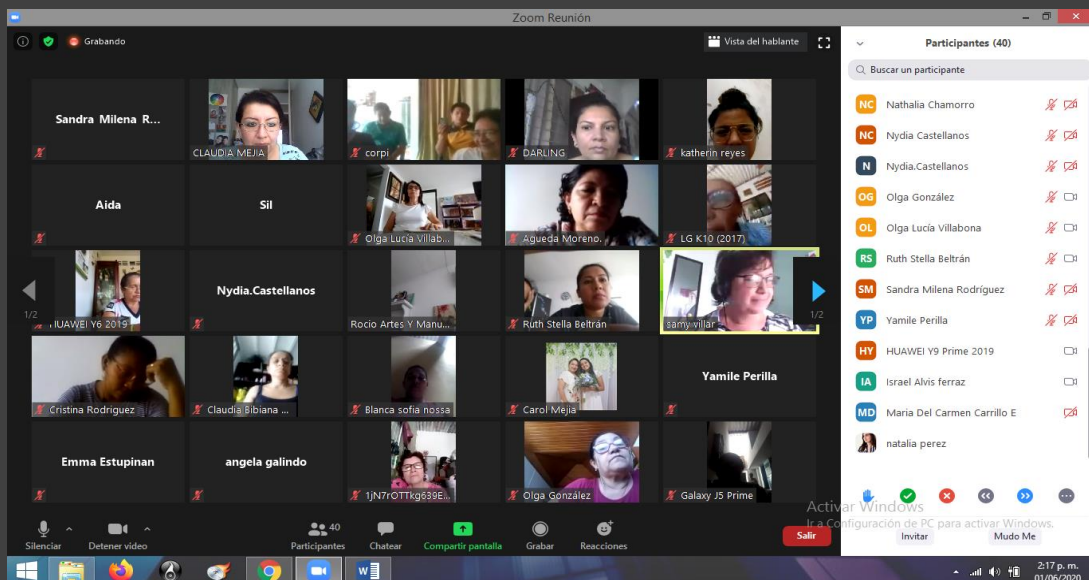 Zoom Reunión
Grabando
Vista del hablante
Sandra Milena R...
CLAUDIA MEJIA
corpi
DARLING
katherin reyes
Aida
Sil
Olga Lucía Villab...
Agueda Moreno.
LG K10 (2017)
1/2
HUAWEI Y6 2019
Nydia.Castellanos
Rocio Artes Y Manu...
Ruth Stella Beltrán
samy villar
1/2
Cristina Rodriguez
Claudia Bibiana ...
Blanca sofia nossa
Carol Mejia
Yamile Perilla
Emma Estupinan
angela galindo
1jN7rOTTkg639E...
Olga González
Galaxy J5 Prime
Silenciar
Detener video
40
Participantes
Chatear
Compartir pantalla
Grabar
Reacciones
Salir
Participantes (40)
Buscar un participante
NC Nathalia Chamorro
NC Nydia Castellanos
N Nydia.Castellanos
OG Olga González
OL Olga Lucía Villabona
RS Ruth Stella Beltrán
SM Sandra Milena Rodríguez
YP Yamile Perilla
HY HUAWEI Y9 Prime 2019
IA Israel Alvis ferraz
MD Maria Del Carmen Carrillo E
natalia perez
Activar Windows
Ir a Configuración de PC para activar Windows.
Invitar
Mudo Me
2:17 p. m.
01/06/2020